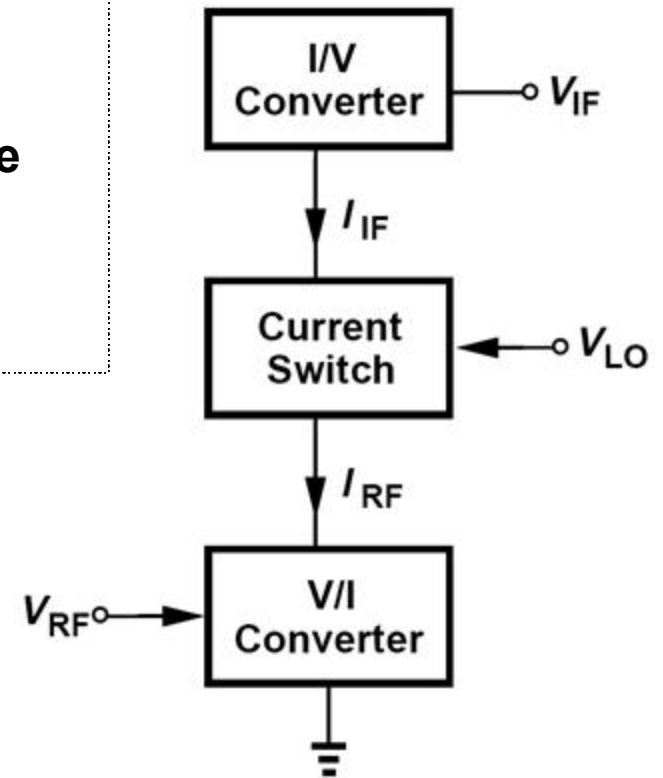 I/V
Converter
V_IF
e
I_IF
Current
Switch
V_LO
I_RF
V_RF
V/I
Converter